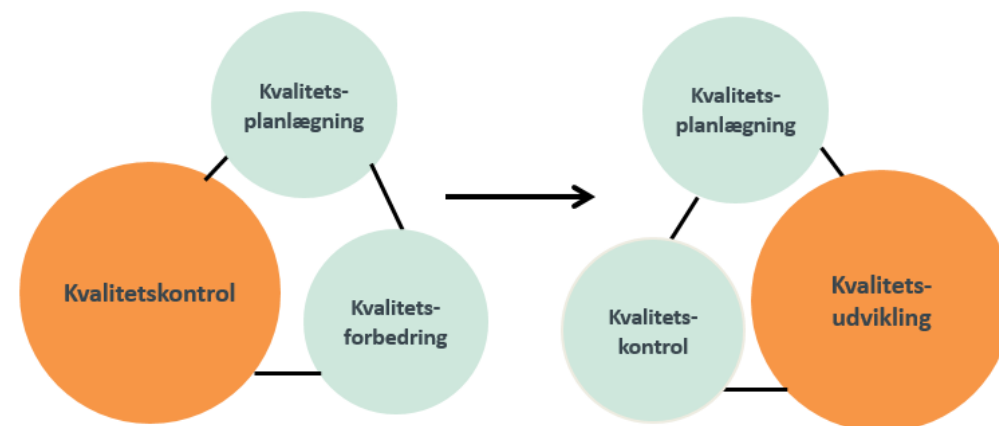 Kvalitets-
planlægning
Kvalitetskontrol
Kvalitets-
forbedring
Kvalitets-
planlægning
Kvalitets-
kontrol
Kvalitets-
udvikling